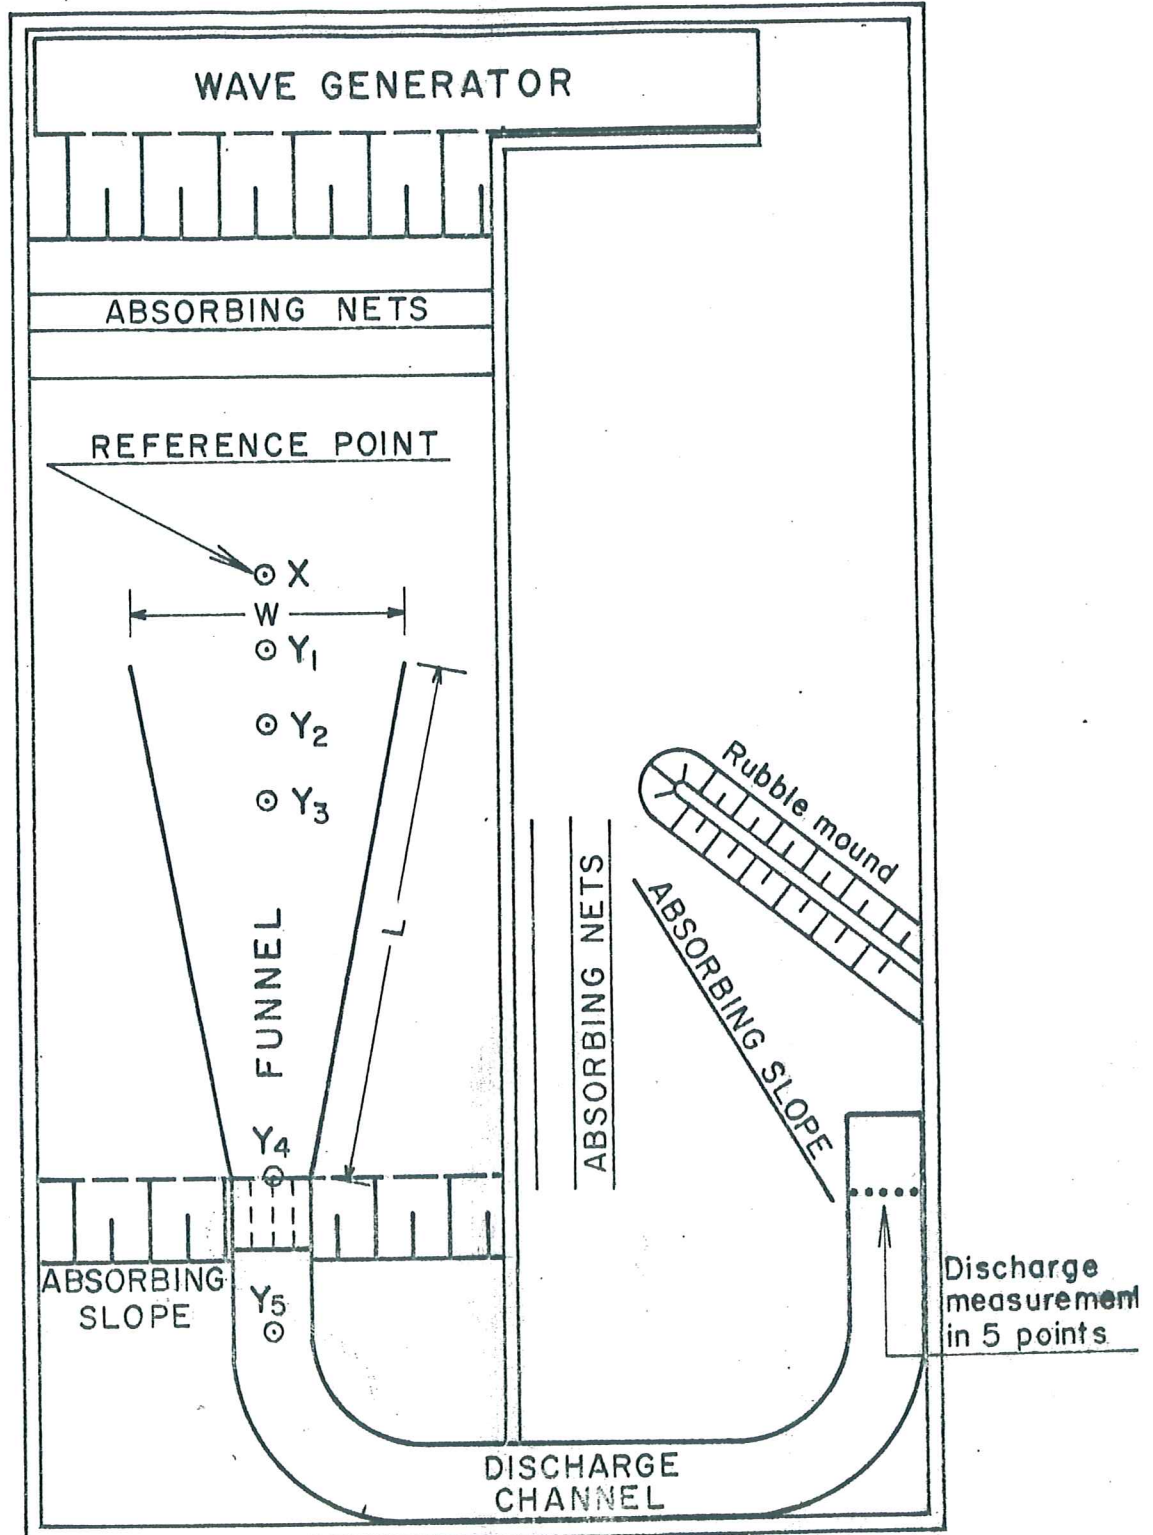 WAVE GENERATOR
ABSORBING NETS
REFERENCE POINT
X
W
Y1
Y2
Y3
L
FUNNEL
Y4
ABSORBING
SLOPE
Y5
Rubble mound
ABSORBING NETS
ABSORBING SLOPE
Discharge
measurement
in 5 points
DISCHARGE
CHANNEL